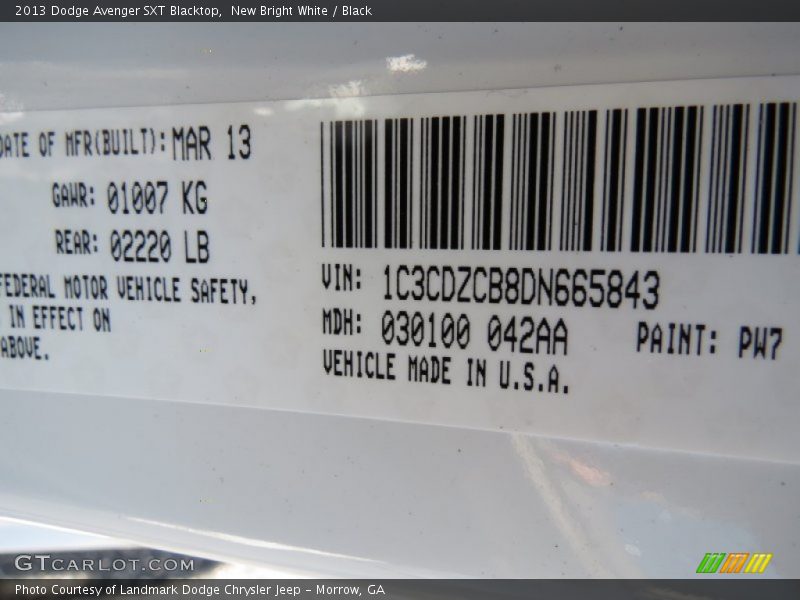 2013 Dodge Avenger SXT Blacktop,  New Bright White / Black
DATE OF MFR(BUILT): MAR 13
GAWR: 01007 KG
REAR: 02220 LB
FEDERAL MOTOR VEHICLE SAFETY,
IN EFFECT ON
ABOVE.
VIN: 1C3CDZCB8DN665843
MDH: 030100 042AA PAINT: PW7
VEHICLE MADE IN U.S.A.
GTCARLOT.COM
Photo Courtesy of Landmark Dodge Chrysler Jeep – Morrow, GA